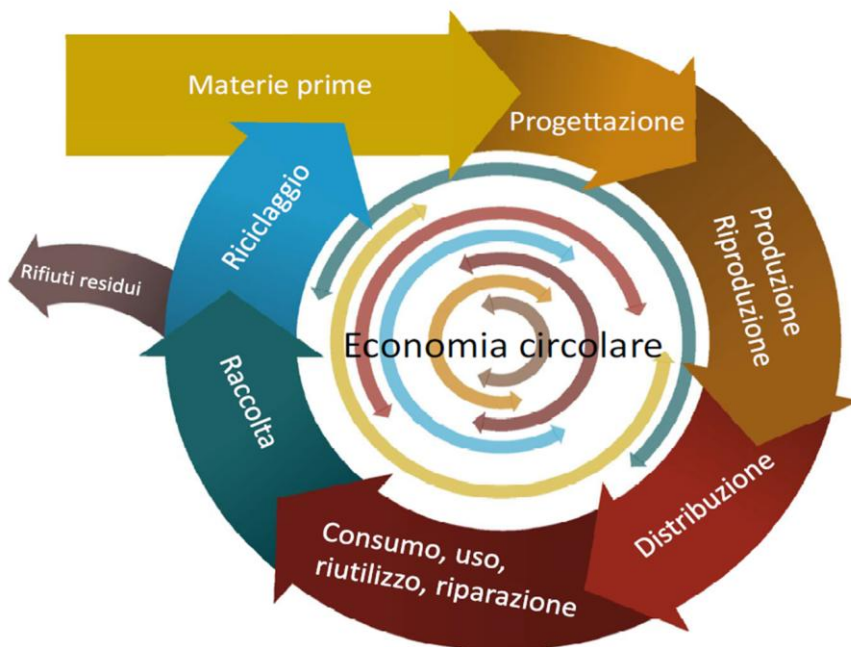 Materie prime
Progettazione
Produzione
Riproduzione
Distribuzione
Consumo, uso,
riutilizzo, riparazione
Raccolta
Riciclaggio
Rifiuti residui
Economia circolare